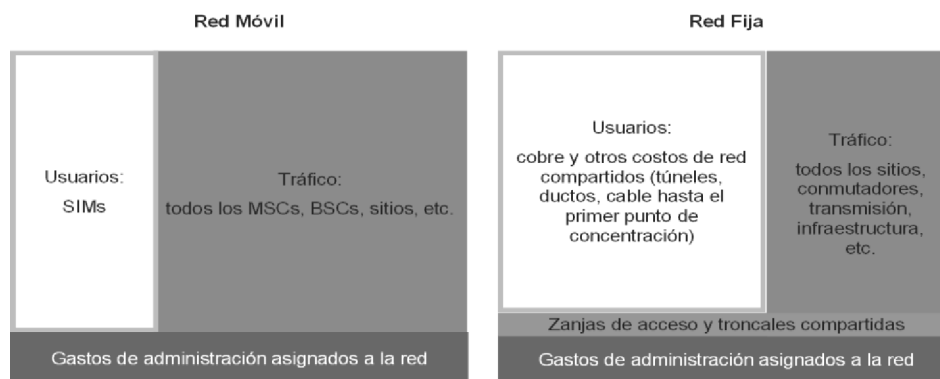 Red Móvil
Usuarios:
SIMs
Tráfico:
todos los MSCs, BSCs, sitios, etc.
Gastos de administración asignados a la red
Red Fija
Usuarios:
cobre y otros costos de red
compartidos (túneles,
ductos, cable hasta el
primer punto de
concentración)
Tráfico:
todos los sitios,
conmutadores,
transmisión,
infraestructura,
etc.
Zanjas de acceso y troncales compartidas
Gastos de administración asignados a la red